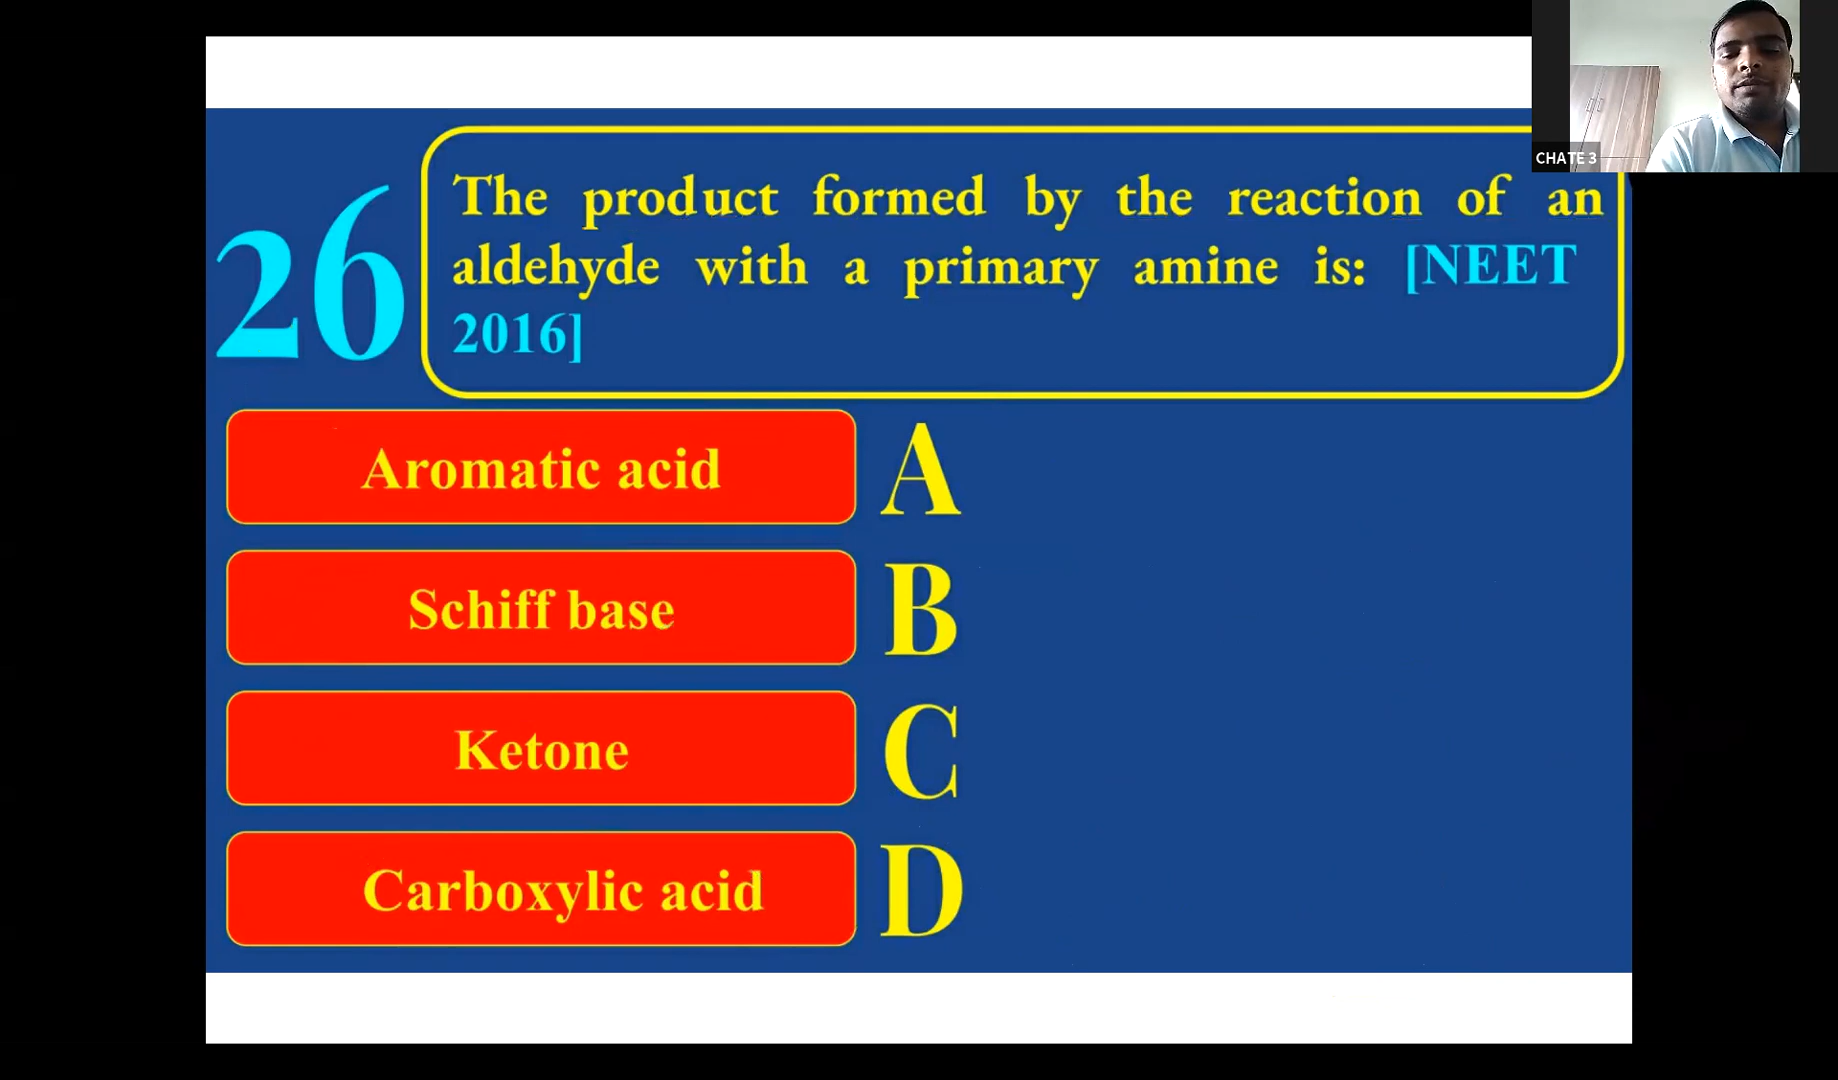 CHATE 3
26
The product formed by the reaction of an
aldehyde with a primary amine is: [NEET
2016]
Aromatic acid A
Schiff base B
Ketone C
Carboxylic acid D